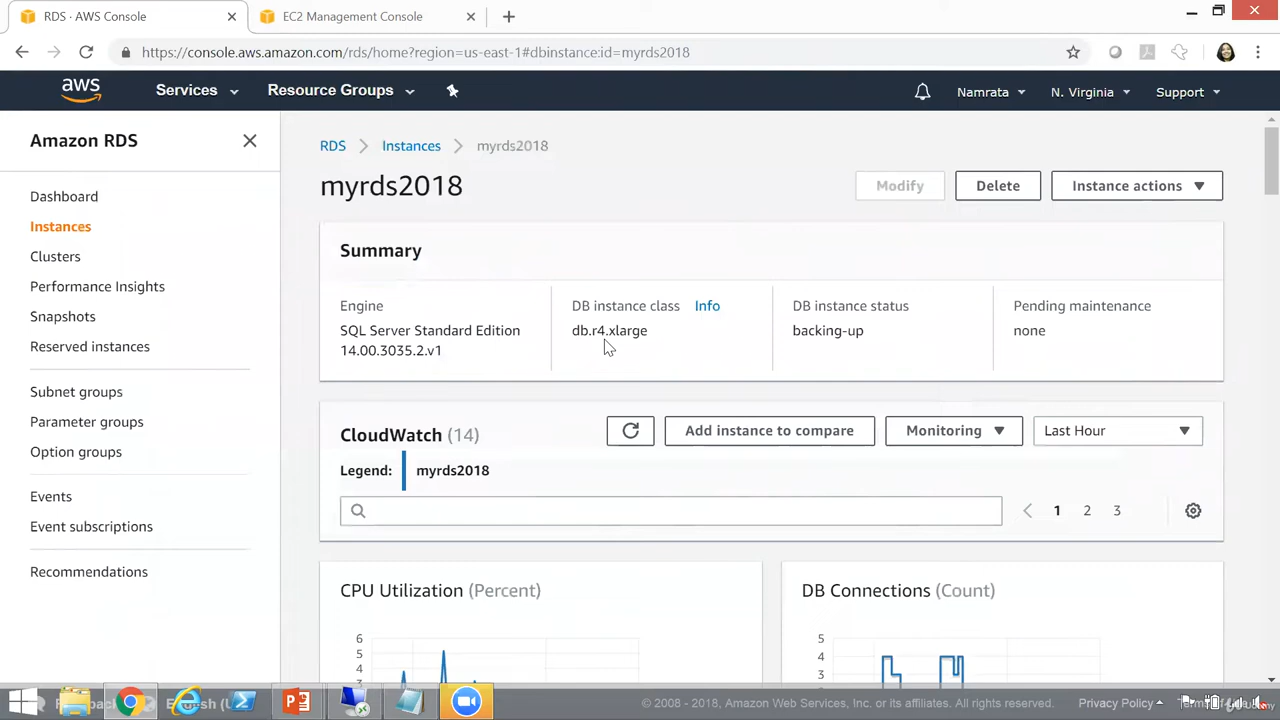 RDS · AWS Console
EC2 Management Console
https://console.aws.amazon.com/rds/home?region=us-east-1#dbinstance:id=myrds2018
aws
Services
Resource Groups
Namrata
N. Virginia
Support
Amazon RDS
Dashboard
Instances
Clusters
Performance Insights
Snapshots
Reserved instances
Subnet groups
Parameter groups
Option groups
Events
Event subscriptions
Recommendations
RDS > Instances > myrds2018
myrds2018
Modify
Delete
Instance actions
Summary
Engine
SQL Server Standard Edition
14.00.3035.2.v1
DB instance class Info
db.r4.xlarge
DB instance status
backing-up
Pending maintenance
none
CloudWatch (14)
Add instance to compare
Monitoring
Last Hour
Legend: myrds2018
1 2 3
CPU Utilization (Percent)
6
5
4
3
DB Connections (Count)
5
4
3
2
© 2008 - 2018, Amazon Web Services, Inc. or its affiliates. All rights reserved.
Privacy Policy